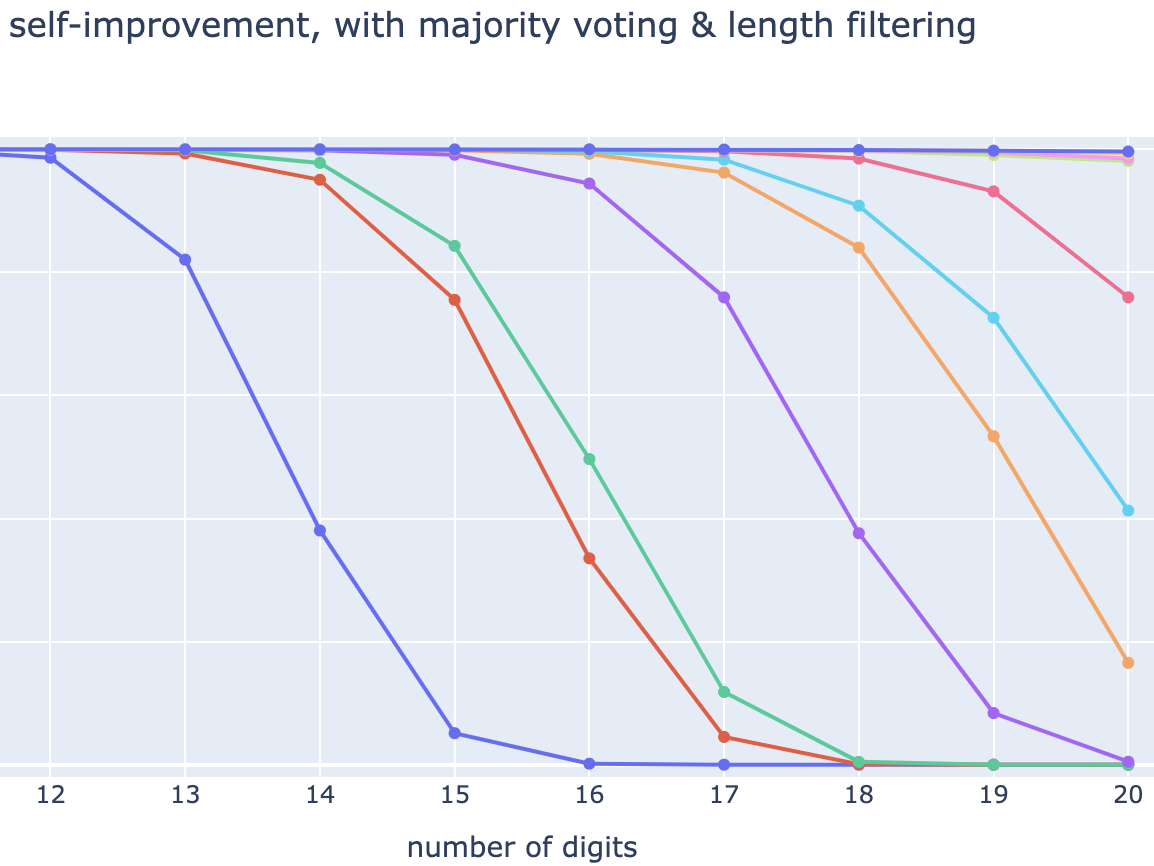 self-improvement, with majority voting & length filtering
12 13 14 15 16 17 18 19 20
number of digits